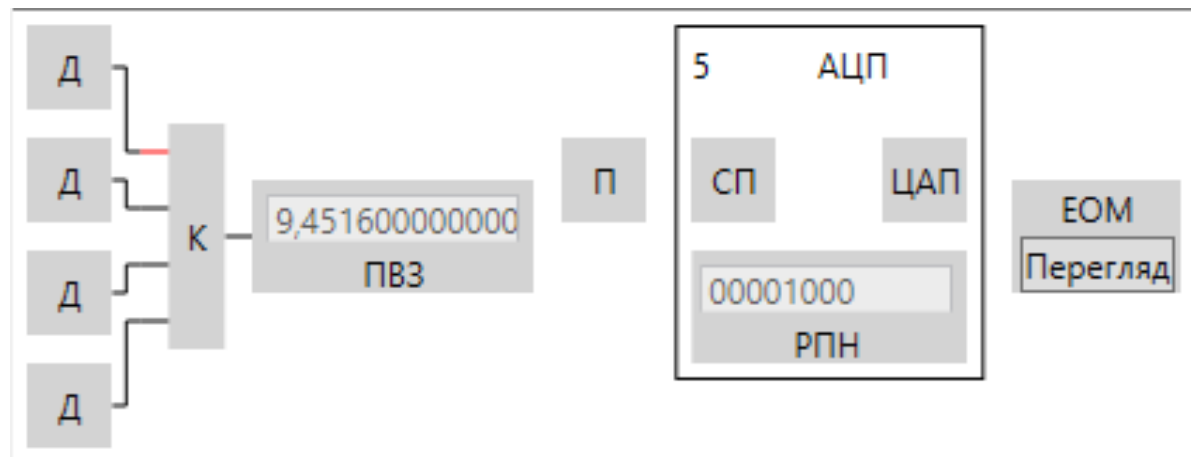 Д
Д
Д
Д
К
9,451600000000
ПВЗ
П
5 АЦП
СП ЦАП
00001000
РПН
ЕОМ
Перегляд